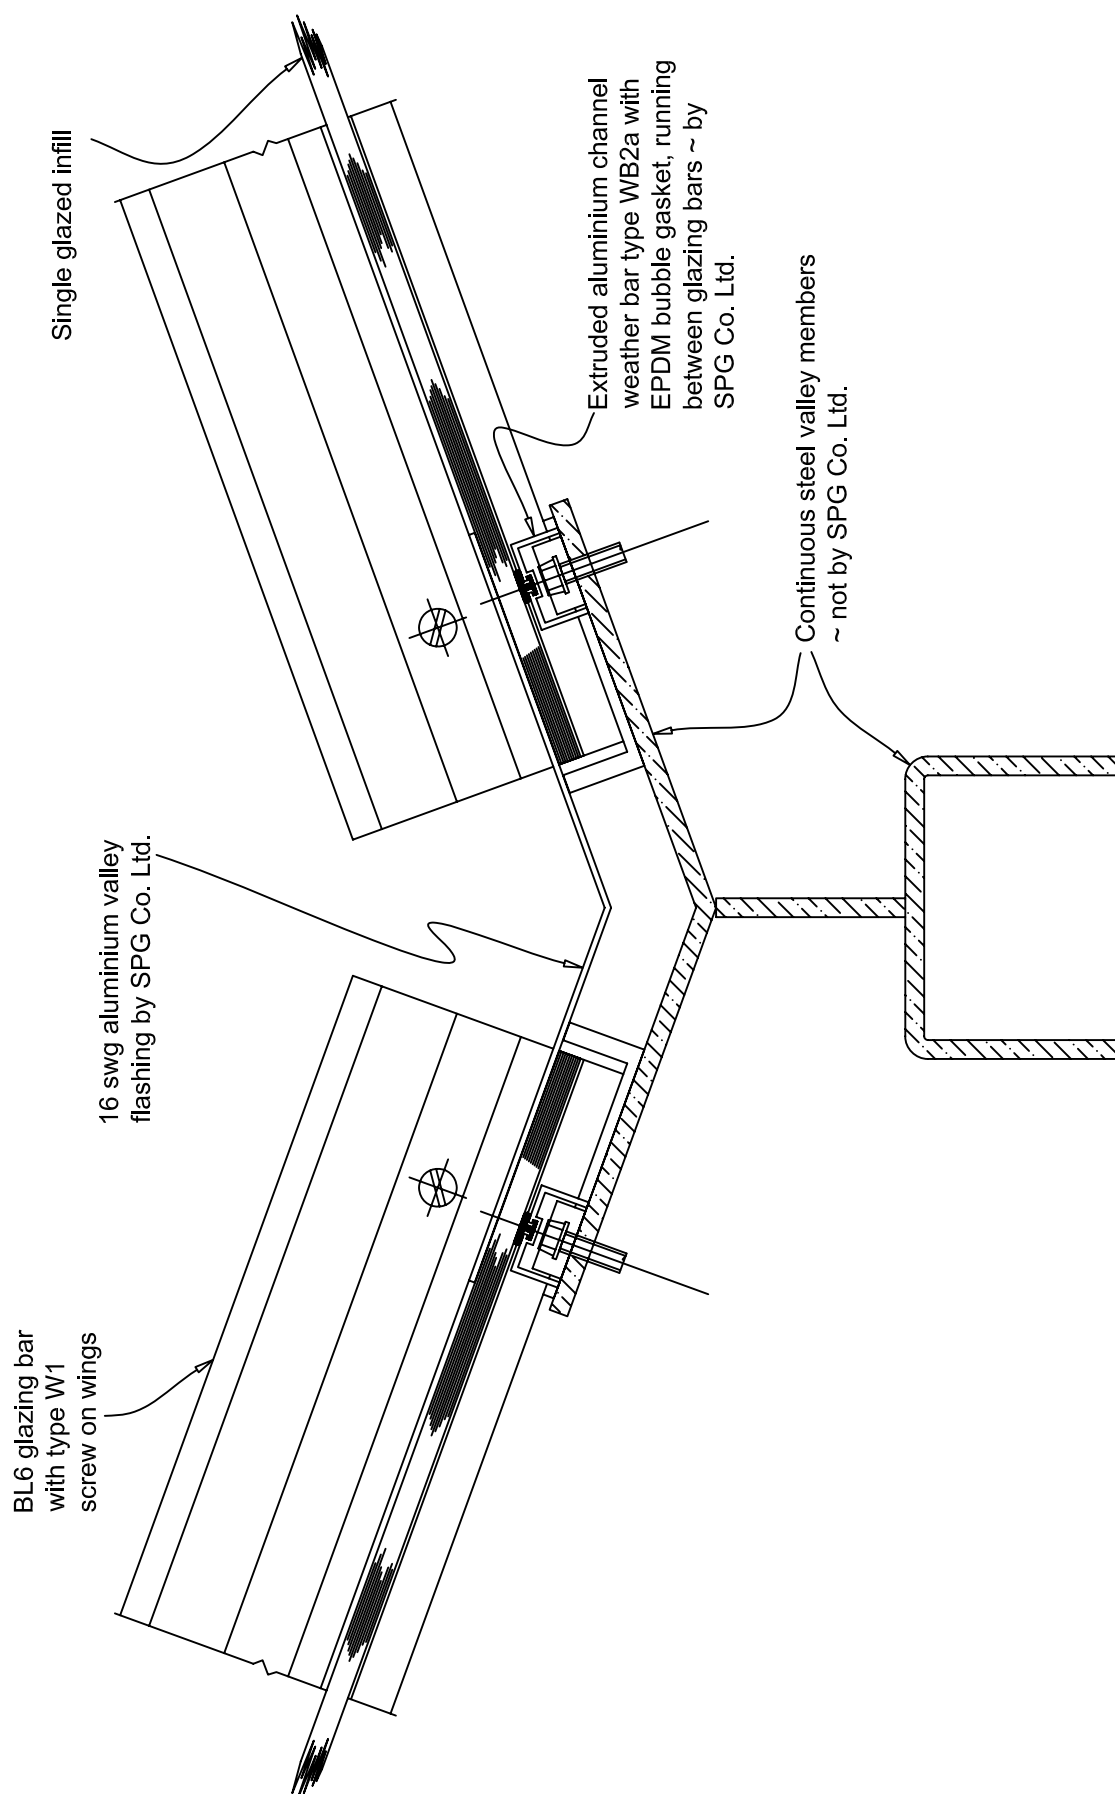 BL6 glazing bar
with type W1
screw on wings
16 swg aluminium valley
flashing by SPG Co. Ltd.
Single glazed infill
Extruded aluminium channel
weather bar type WB2a with
EPDM bubble gasket, running
between glazing bars ~ by
SPG Co. Ltd.
Continuous steel valley members
~ not by SPG Co. Ltd.